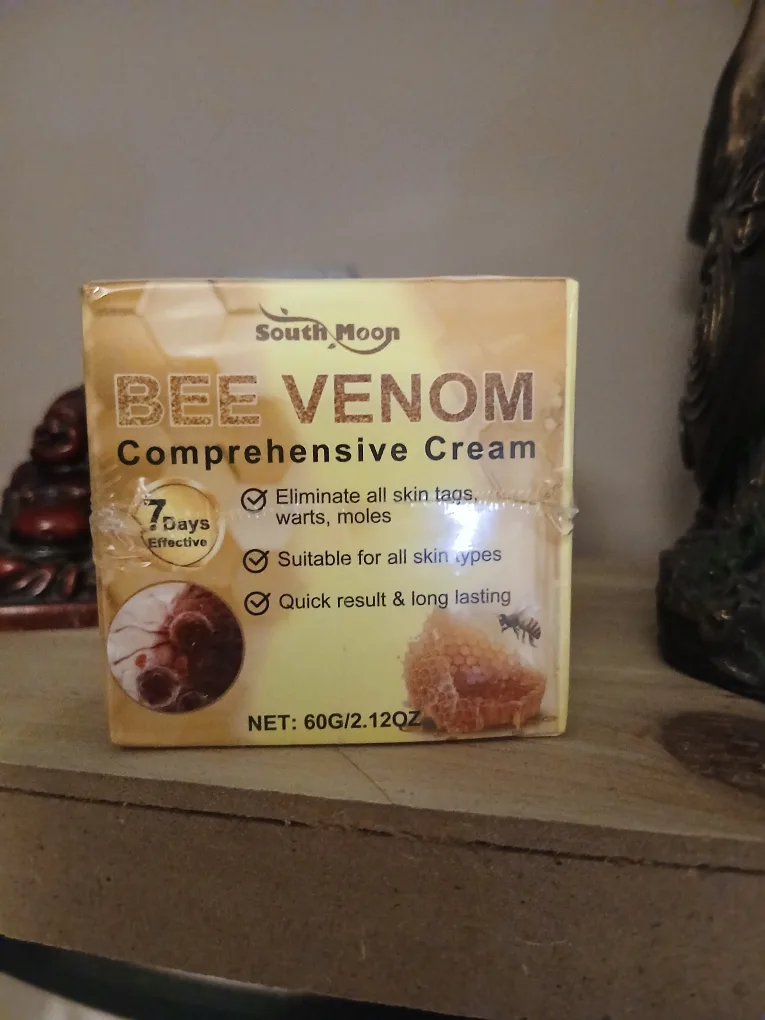 South Moon
BEE VENOM
Comprehensive Cream
7 Days
Effective
Eliminate all skin tags,
warts, moles
Suitable for all skin types
Quick result & long lasting
NET: 60G/2.12OZ